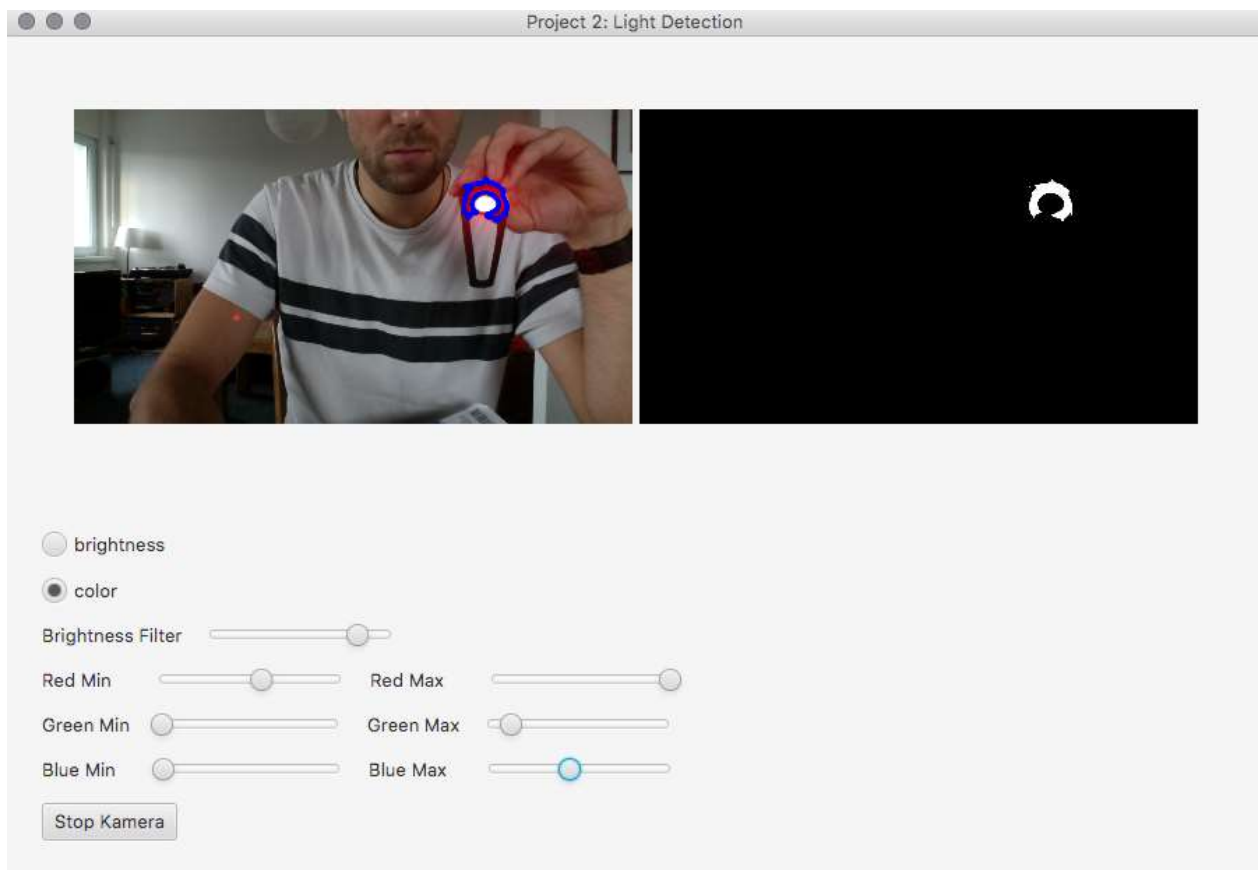 Project 2: Light Detection
brightness
color
Brightness Filter
Red Min Red Max
Green Min Green Max
Blue Min Blue Max
Stop Kamera